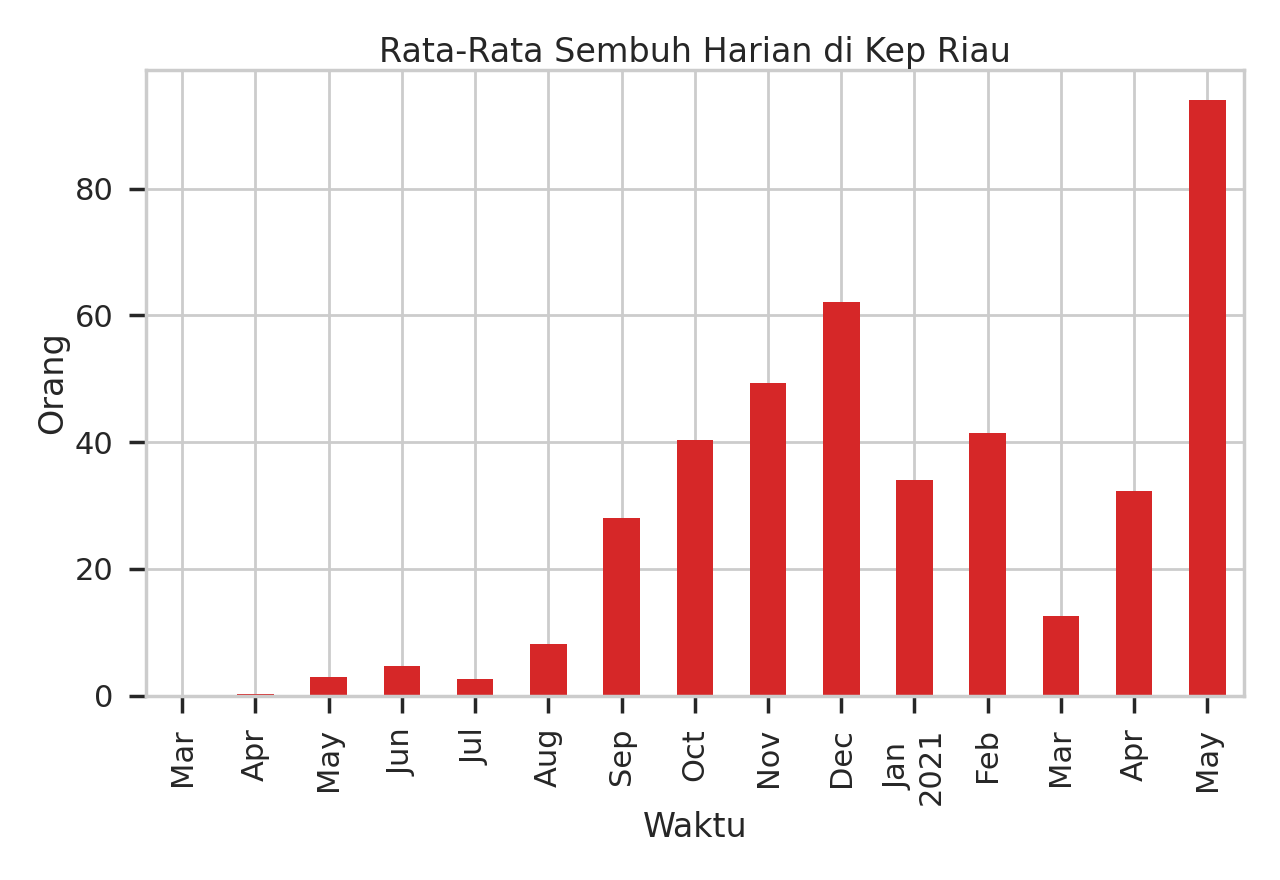 Rata-Rata Sembuh Harian di Kep Riau
Orang
80
60
40
20
0
Mar
Apr
May
Jun
Jul
Aug
Sep
Oct
Nov
Dec
Jan
2021
Feb
Mar
Apr
May
Waktu